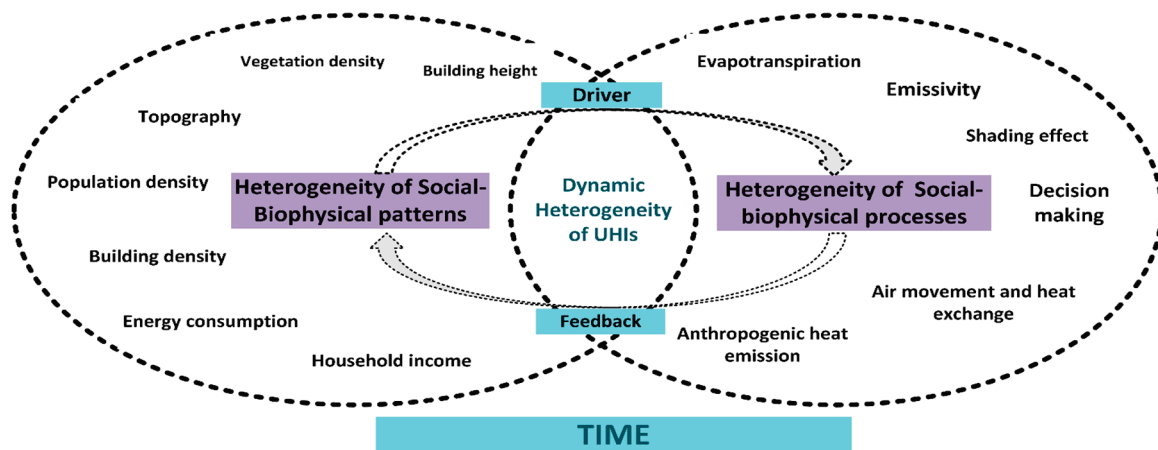 Vegetation density
Building height
Evapotranspiration
Emissivity
Driver
Topography
Shading effect
Population density
Heterogeneity of Social-
Biophysical patterns
Dynamic
Heterogeneity
of UHIs
Heterogeneity of Social-
biophysical processes
Decision
making
Building density
Air movement and heat
exchange
Energy consumption
Feedback
Anthropogenic heat
emission
Household income
TIME